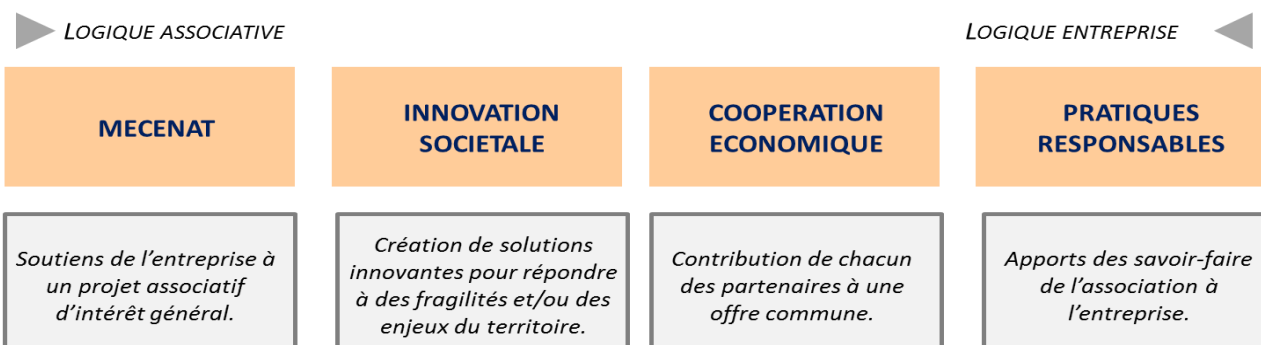 LOGIQUE ASSOCIATIVE
LOGIQUE ENTREPRISE
MECENAT
INNOVATION
SOCIETALE
COOPERATION
ECONOMIQUE
PRATIQUES
RESPONSABLES
Soutiens de l’entreprise à
un projet associatif
d’intérêt général.
Création de solutions
innovantes pour répondre
à des fragilités et/ou des
enjeux du territoire.
Contribution de chacun
des partenaires à une
offre commune.
Apports des savoir-faire
de l’association à
l’entreprise.